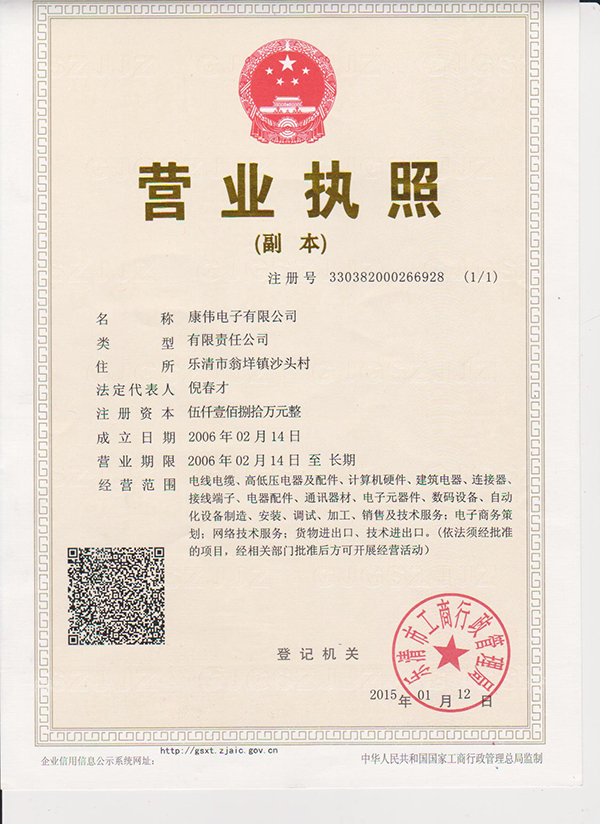 营业执照
(副 本)
注册号 330382000266928 (1/1)
名 称 康伟电子有限公司
类 型 有限责任公司
住 所 乐清市翁垟镇沙头村
法定代表人 倪春才
注册资本 伍仟壹佰捌拾万元整
成立日期 2006年02月14日
营业期限 2006年02月14日 至 长期
经营范围 电线电缆、高低压电器及配件、计算机硬件、建筑电器、连接器、
接线端子、电器配件、通讯器材、电子元器件、数码设备、自动
化设备制造、安装、调试、加工、销售及技术服务；电子商务策
划；网络技术服务；货物进出口、技术进出口。（依法须经批准
的项目，经相关部门批准后方可开展经营活动）
乐清市工商行政管理局
登记机关
2015年01月12日
http://gsxt.zjaic.gov.cn
企业信用信息公示系统网址：
中华人民共和国国家工商行政管理总局监制